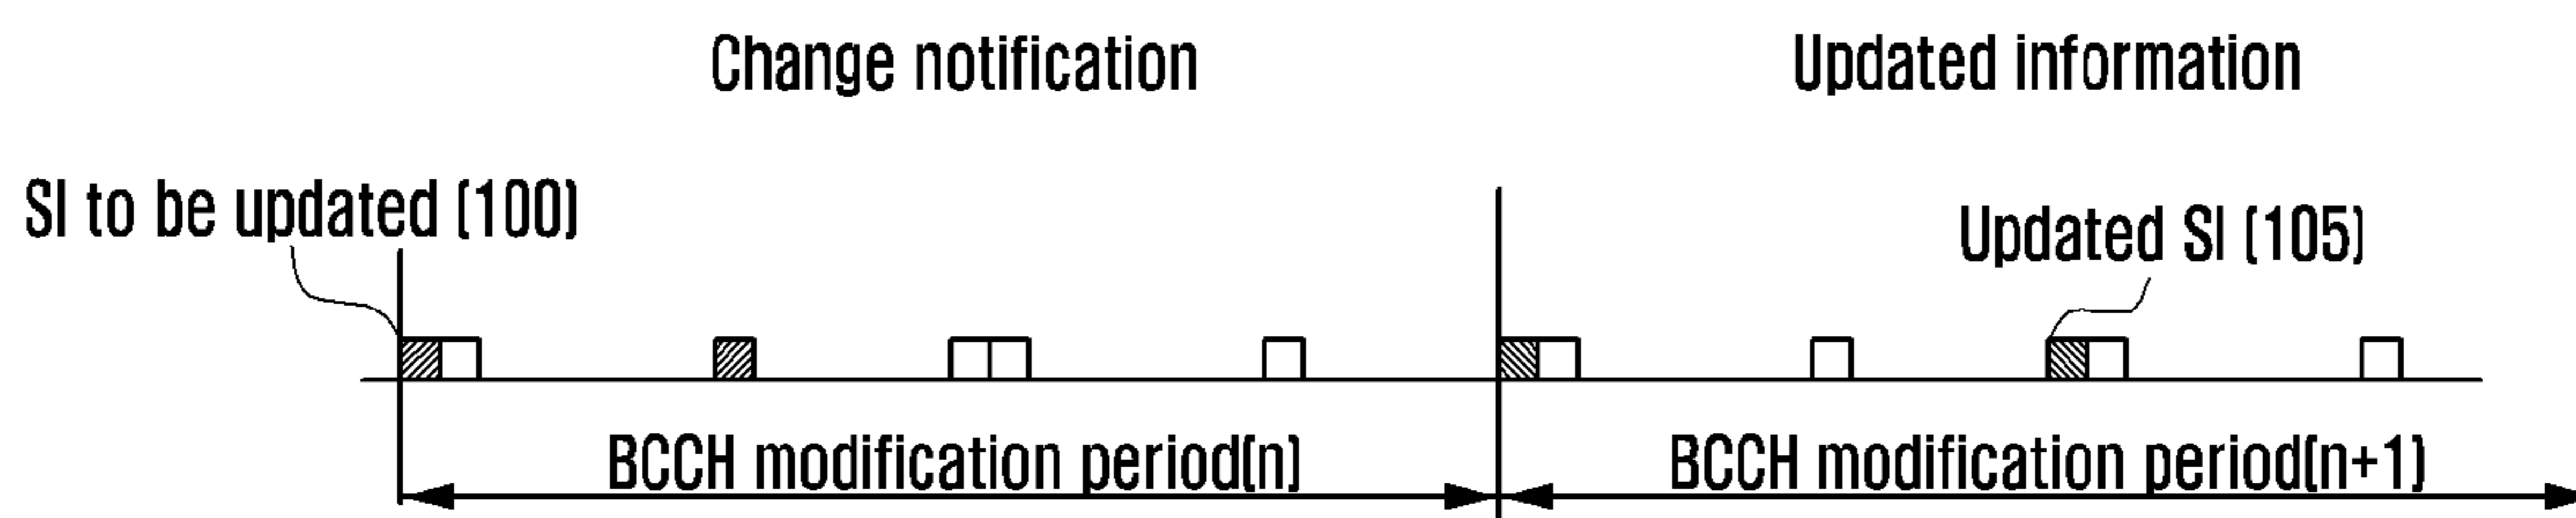 Change notification
Updated information
SI to be updated (100)
Updated SI (105)
BCCH modification period(n)
BCCH modification period(n+1)